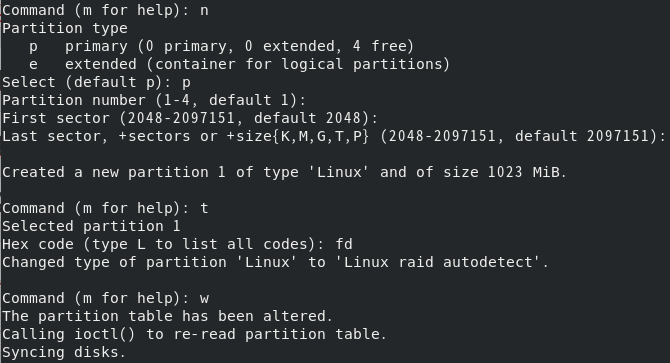 Command (m for help): n
Partition type
   p   primary (0 primary, 0 extended, 4 free)
   e   extended (container for logical partitions)
Select (default p): p
Partition number (1-4, default 1):
First sector (2048-2097151, default 2048):
Last sector, +sectors or +size{K,M,G,T,P} (2048-2097151, default 2097151):
Created a new partition 1 of type 'Linux' and of size 1023 MiB.
Command (m for help): t
Selected partition 1
Hex code (type L to list all codes): fd
Changed type of partition 'Linux' to 'Linux raid autodetect'.
Command (m for help): w
The partition table has been altered.
Calling ioctl() to re-read partition table.
Syncing disks.